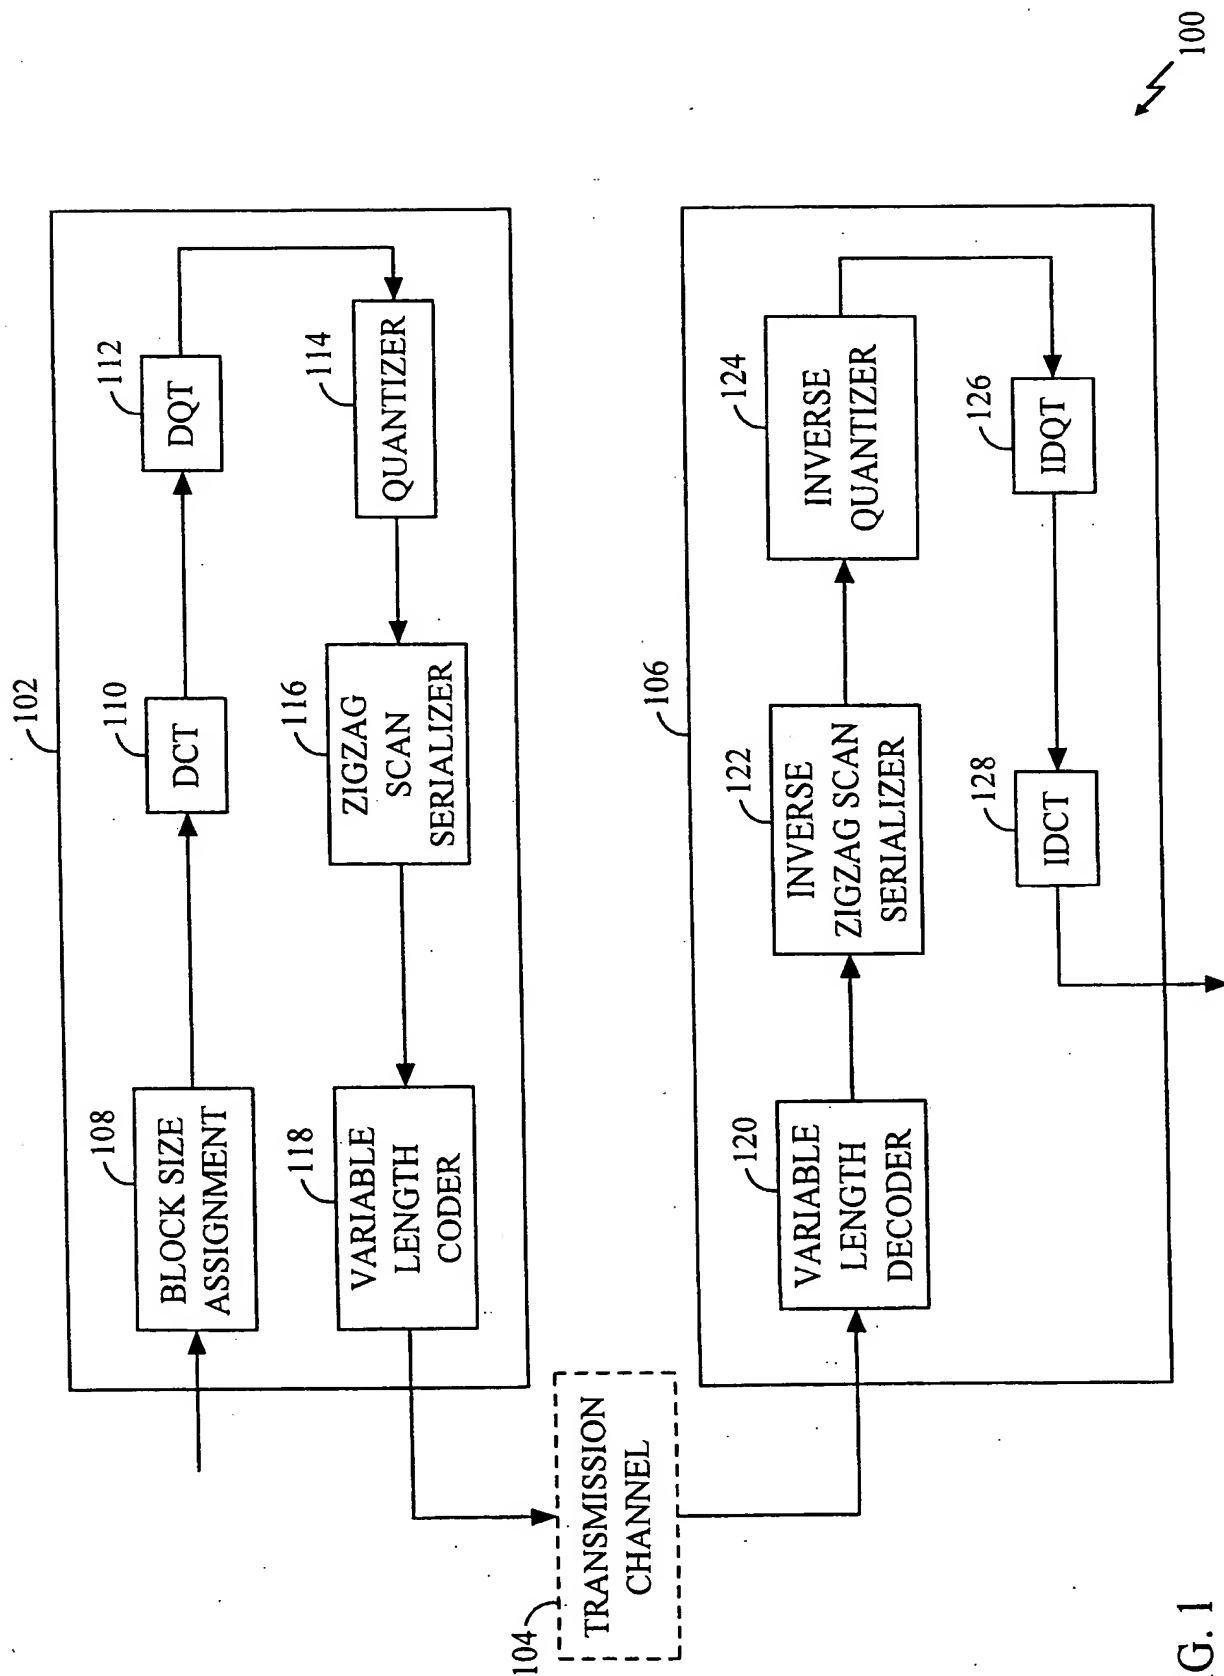 102
108
BLOCK SIZE
ASSIGNMENT
110
DCT
112
DQT
114
QUANTIZER
116
ZIGZAG
SCAN
SERIALIZER
118
VARIABLE
LENGTH
CODER
104
TRANSMISSION
CHANNEL
106
120
VARIABLE
LENGTH
DECODER
122
INVERSE
ZIGZAG SCAN
SERIALIZER
124
INVERSE
QUANTIZER
126
IDQT
128
IDCT
100
G. 1